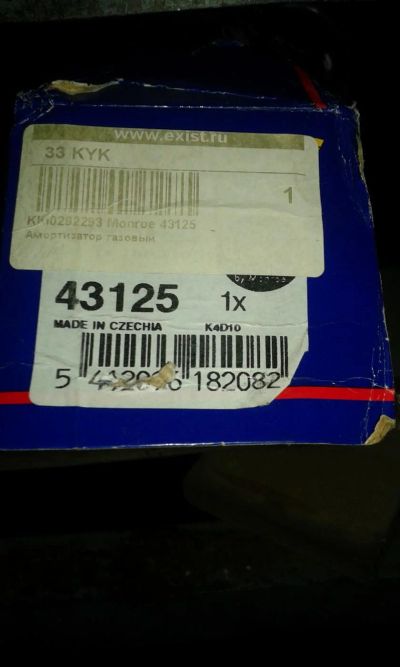 www.exist.ru
33 KYK
1
Monroe 43125
Амортизатор газовый
43125 1x
MADE IN CZECHIA K4D10
182082